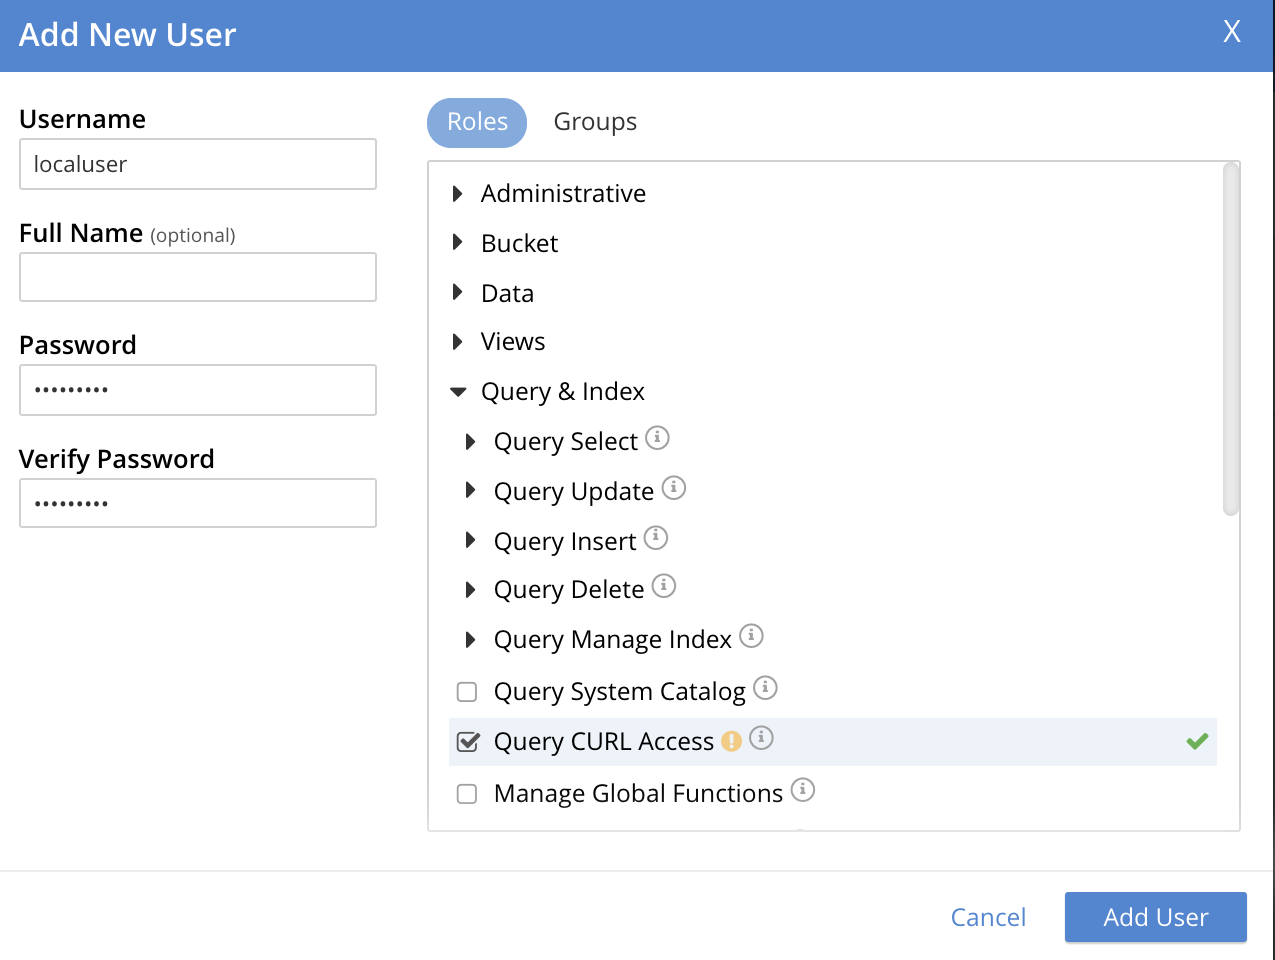 Add New User
X
Username
localuser
Full Name (optional)
Password
•••••••••
Verify Password
•••••••••
Roles
Groups
Administrative
Bucket
Data
Views
Query & Index
Query Select
Query Update
Query Insert
Query Delete
Query Manage Index
Query System Catalog
Query CURL Access
Manage Global Functions
Cancel
Add User